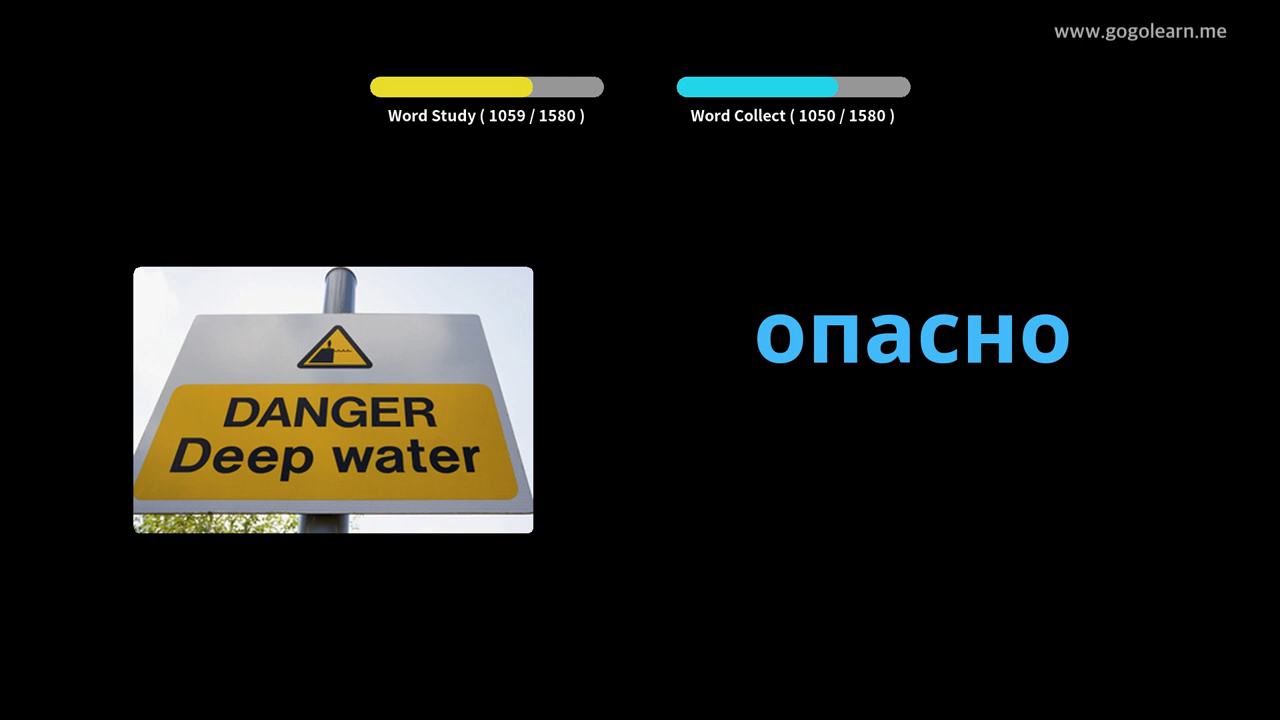 www.gogolearn.me
Word Study ( 1059 / 1580 )
Word Collect ( 1050 / 1580 )
DANGER
Deep water
опасно